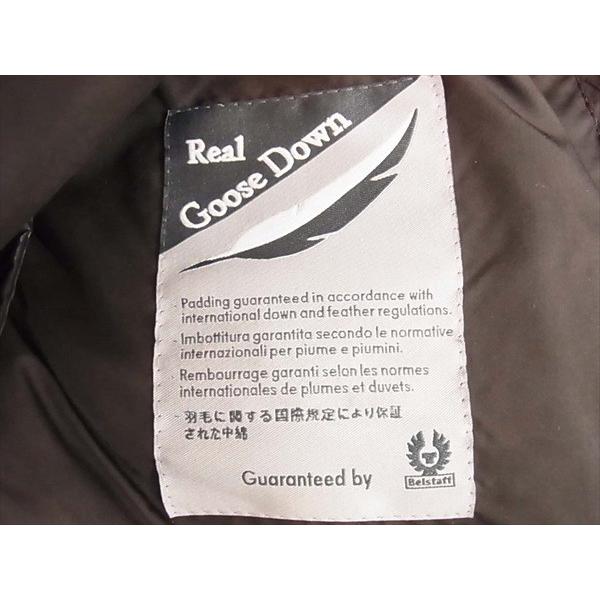 Real
Goose Down
- Padding guaranteed in accordance with
international down and feather regulations.
- Imbottitura garantita secondo le normative
internazionali per piume e piumini.
- Rembourrage garanti selon les normes
internationales de plumes et duvets.
- 羽毛に関する国際規定により保証
された中綿
Guaranteed by
Belstaff